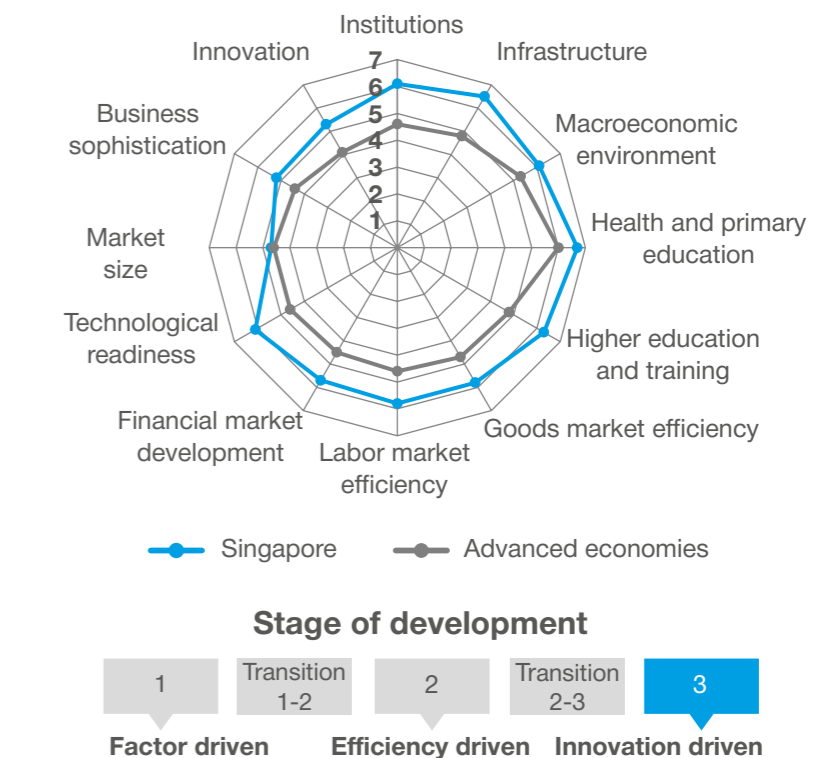 Institutions
Infrastructure
Macroeconomic
environment
Health and primary
education
Higher education
and training
Goods market efficiency
Labor market
efficiency
Financial market
development
Technological
readiness
Market
size
Business
sophistication
Innovation
7
6
5
4
3
2
1
Singapore
Advanced economies
Stage of development
1
Transition
1-2
2
Transition
2-3
3
Factor driven
Efficiency driven
Innovation driven